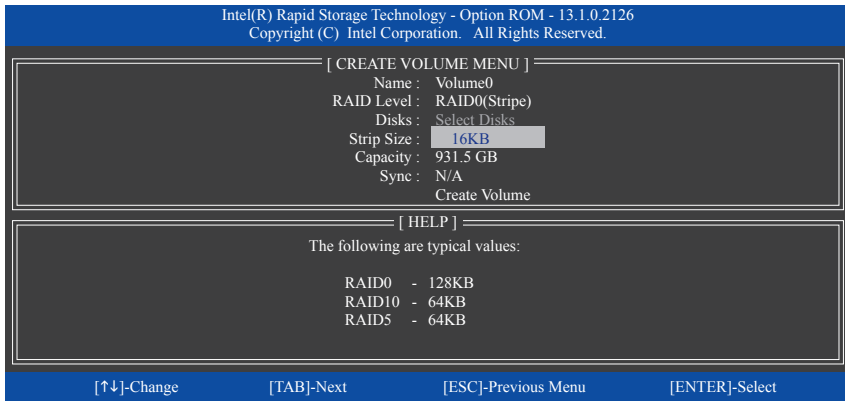 Intel(R) Rapid Storage Technology - Option ROM - 13.1.0.2126
Copyright (C) Intel Corporation. All Rights Reserved.
[ CREATE VOLUME MENU ]
Name : Volume0
RAID Level : RAID0(Stripe)
Disks : Select Disks
Strip Size : 16KB
Capacity : 931.5 GB
Sync : N/A
Create Volume
[ HELP ]
The following are typical values:
RAID0 - 128KB
RAID10 - 64KB
RAID5 - 64KB
[↑↓]-Change [TAB]-Next [ESC]-Previous Menu [ENTER]-Select